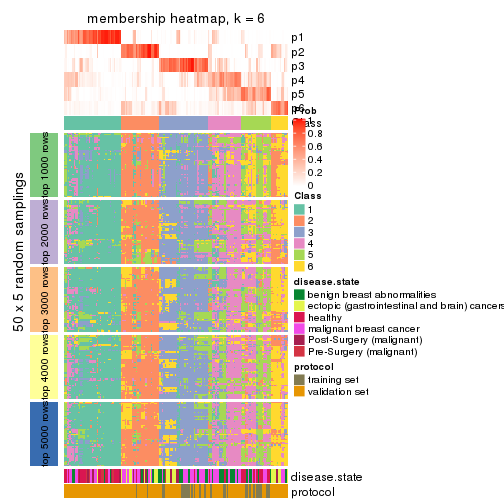 membership heatmap, k = 6
p1
p2
p3
p4
p5
p6
Prob
Class
0.8
0.6
0.4
0.2
0
Class
1
2
3
4
5
6
disease.state
benign breast abnormalities
ectopic (gastrointestinal and brain) cancers
healthy
malignant breast cancer
Post-Surgery (malignant)
Pre-Surgery (malignant)
protocol
training set
validation set
50 x 5 random samplings
top 1000 rows
top 2000 rows
top 3000 rows
top 4000 rows
top 5000 rows
disease.state
protocol